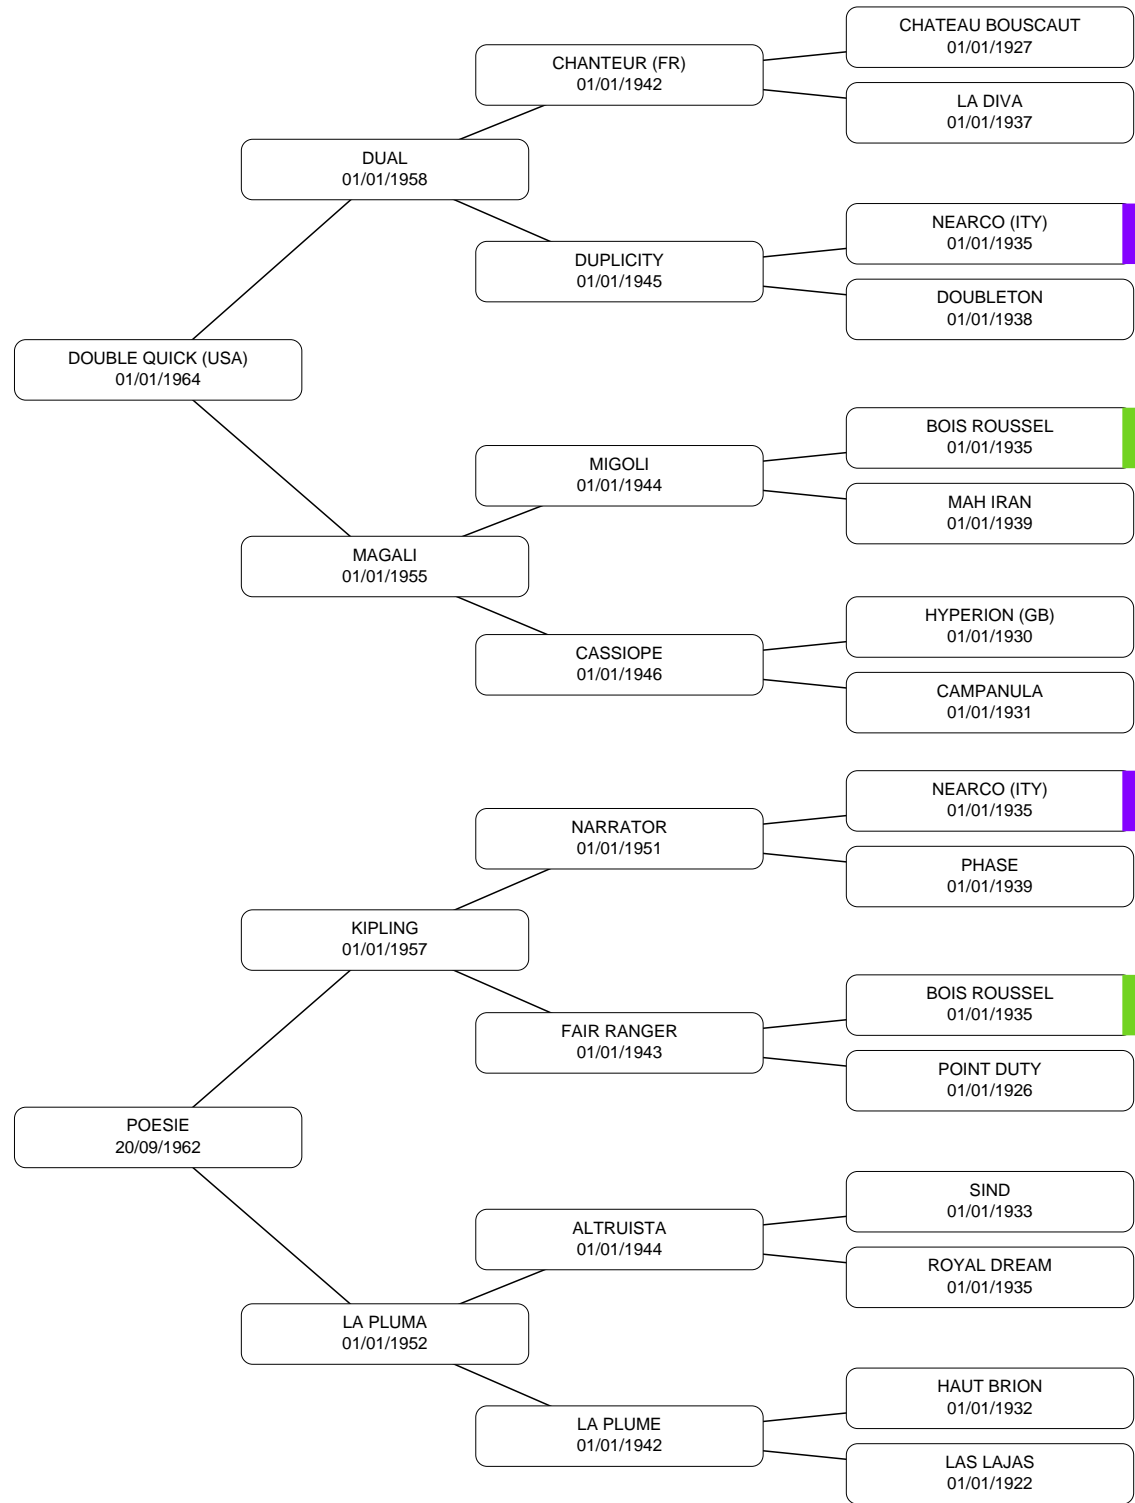 CHATEAU BOUSCAUT
01/01/1927
CHANTEUR (FR)
01/01/1942
LA DIVA
01/01/1937
DUAL
01/01/1958
NEARCO (ITY)
01/01/1935
DUPLICITY
01/01/1945
DOUBLETON
01/01/1938
DOUBLE QUICK (USA)
01/01/1964
BOIS ROUSSEL
01/01/1935
MIGOLI
01/01/1944
MAH IRAN
01/01/1939
MAGALI
01/01/1955
HYPERION (GB)
01/01/1930
CASSIOPE
01/01/1946
CAMPANULA
01/01/1931
NEARCO (ITY)
01/01/1935
NARRATOR
01/01/1951
PHASE
01/01/1939
KIPLING
01/01/1957
BOIS ROUSSEL
01/01/1935
FAIR RANGER
01/01/1943
POINT DUTY
01/01/1926
POESIE
20/09/1962
SIND
01/01/1933
ALTRUISTA
01/01/1944
ROYAL DREAM
01/01/1935
LA PLUMA
01/01/1952
HAUT BRION
01/01/1932
LA PLUME
01/01/1942
LAS LAJAS
01/01/1922